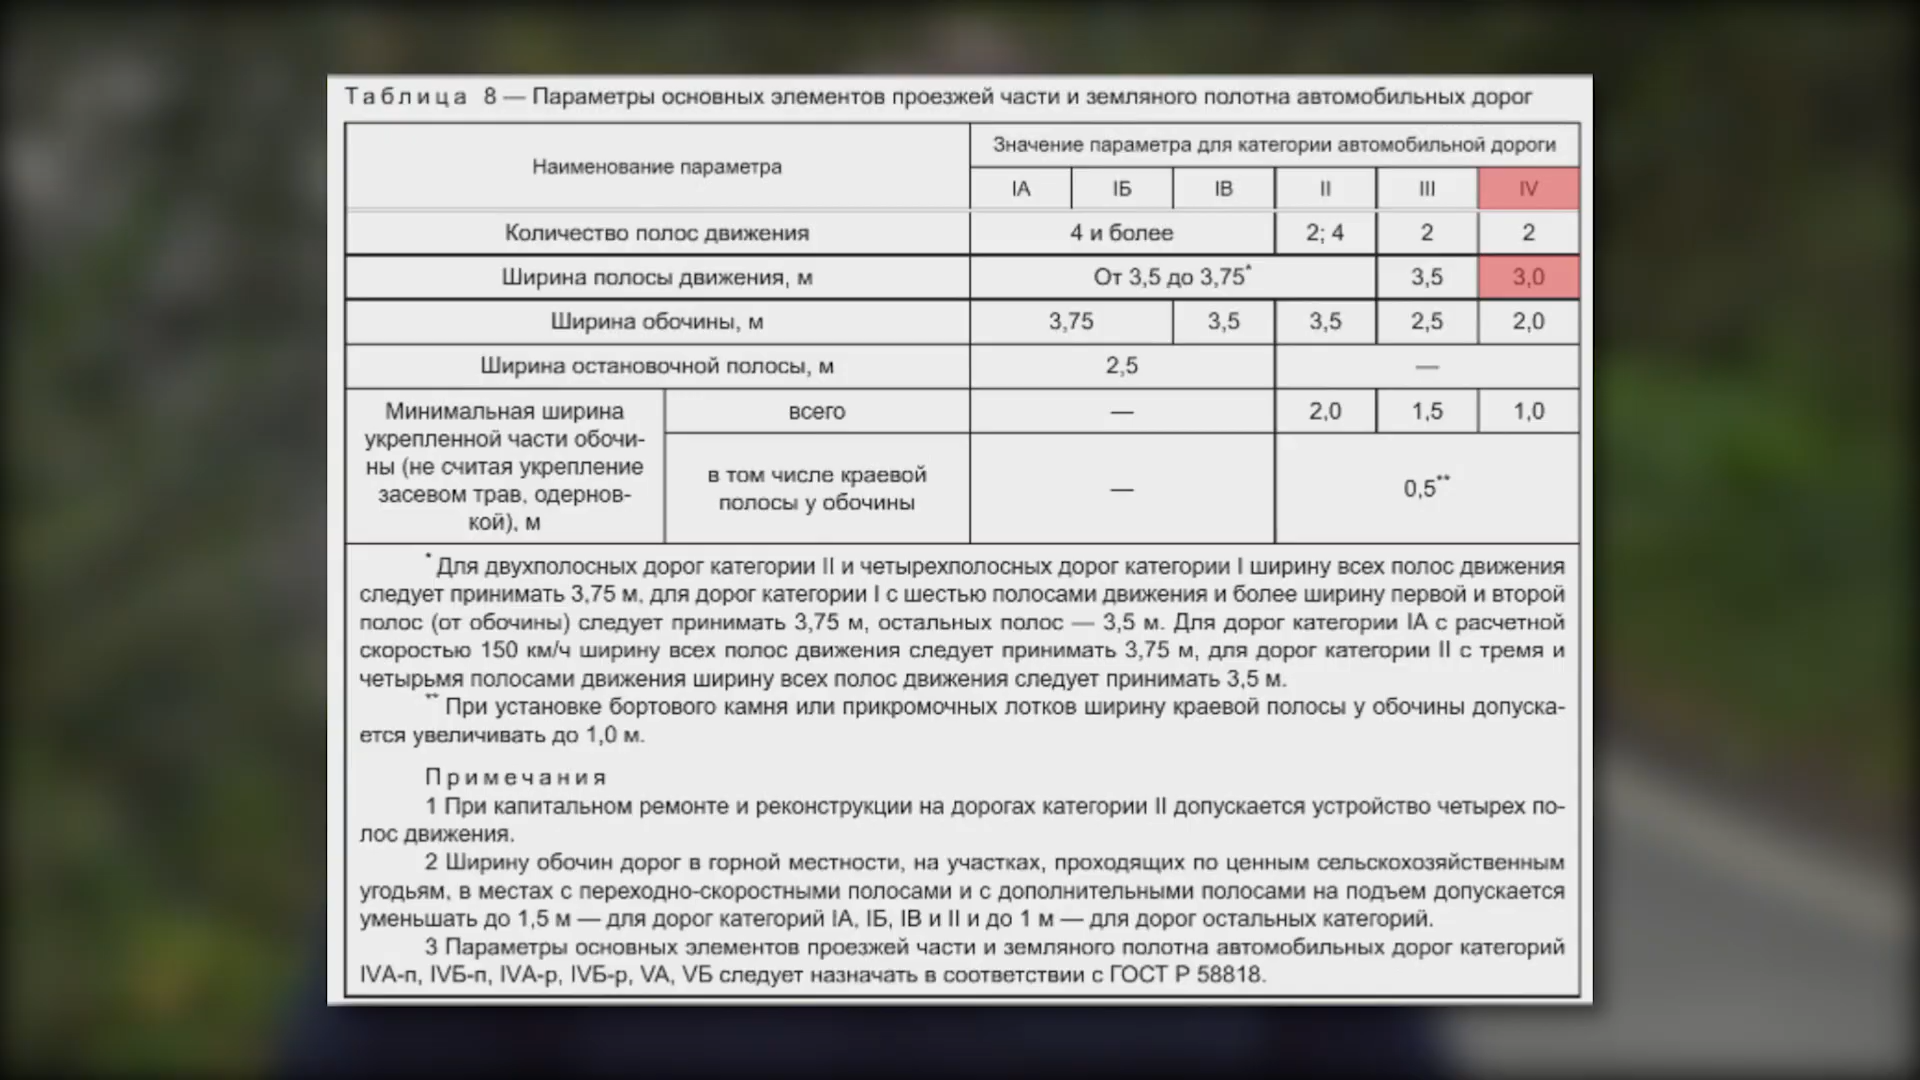 Таблица 8 — Параметры основных элементов проезжей части и земляного полотна автомобильных дорог
Наименование параметра
Значение параметра для категории автомобильной дороги
IА IБ IВ II III IV
Количество полос движения 4 и более 2; 4 2 2
Ширина полосы движения, м От 3,5 до 3,75* 3,5 3,0
Ширина обочины, м 3,75 3,5 3,5 2,5 2,0
Ширина остановочной полосы, м 2,5 —
Минимальная ширина
укрепленной части обочи-
ны (не считая укрепление
засевом трав, одернов-
кой), м
всего — 2,0 1,5 1,0
в том числе краевой
полосы у обочины
— 0,5**
* Для двухполосных дорог категории II и четырехполосных дорог категории I ширину всех полос движения
следует принимать 3,75 м, для дорог категории I с шестью полосами движения и более ширину первой и второй
полос (от обочины) следует принимать 3,75 м, остальных полос — 3,5 м. Для дорог категории IА с расчетной
скоростью 150 км/ч ширину всех полос движения следует принимать 3,75 м, для дорог категории II с тремя и
четырьмя полосами движения ширину всех полос движения следует принимать 3,5 м.
** При установке бортового камня или прикромочных лотков ширину краевой полосы у обочины допуска-
ется увеличивать до 1,0 м.
Примечания
1 При капитальном ремонте и реконструкции на дорогах категории II допускается устройство четырех по-
лос движения.
2 Ширину обочин дорог в горной местности, на участках, проходящих по ценным сельскохозяйственным
угодьям, в местах с переходно-скоростными полосами и с дополнительными полосами на подъем допускается
уменьшать до 1,5 м — для дорог категорий IА, IБ, IВ и II и до 1 м — для дорог остальных категорий.
3 Параметры основных элементов проезжей части и земляного полотна автомобильных дорог категорий
IVА-п, IVБ-п, IVА-р, IVБ-р, VА, VБ следует назначать в соответствии с ГОСТ Р 58818.